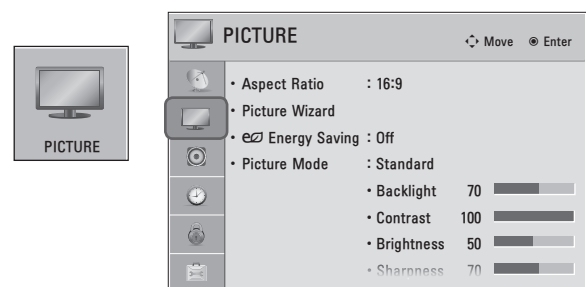 PICTURE
PICTURE
Move Enter
• Aspect Ratio : 16:9
• Picture Wizard
• Energy Saving : Off
• Picture Mode : Standard
• Backlight 70
• Contrast 100
• Brightness 50
• Sharpness 70